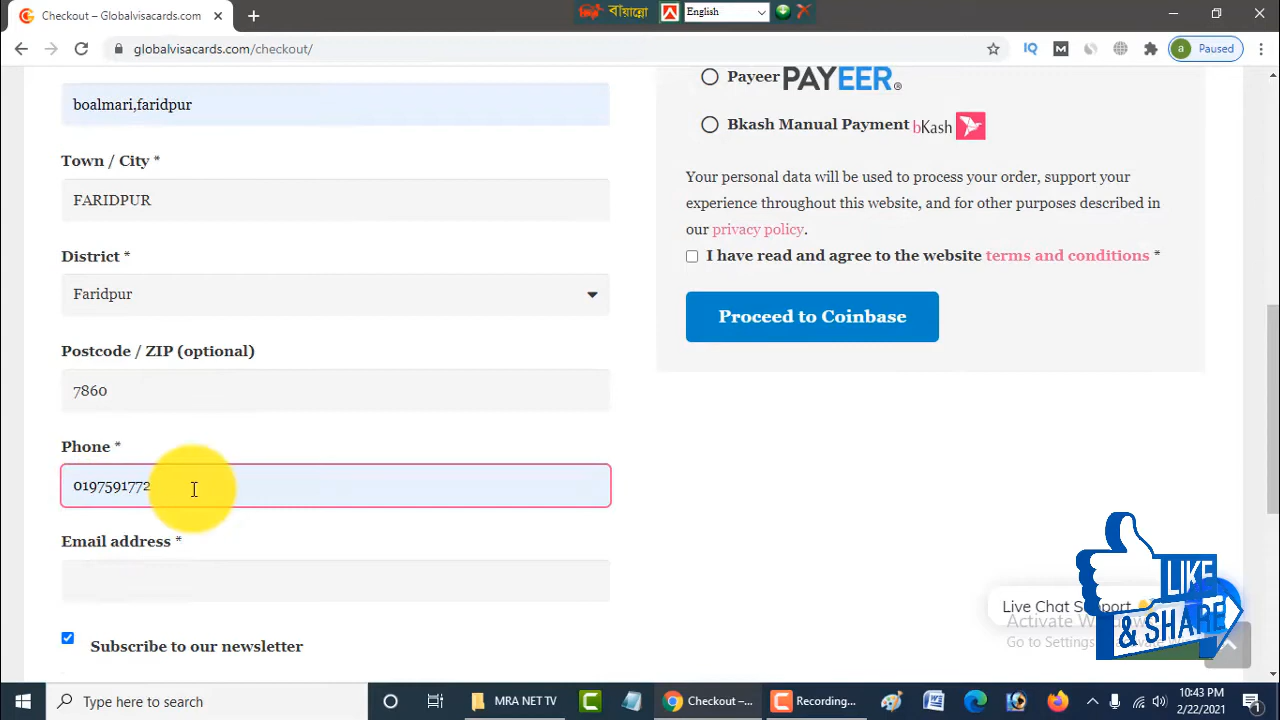 Checkout – Globalvisacards.com
বায়ান্নো
English
globalvisacards.com/checkout/
Paused
boalmari,faridpur
Town / City *
FARIDPUR
District *
Faridpur
Postcode / ZIP (optional)
7860
Phone *
0197591772
Email address *
Subscribe to our newsletter
Payeer PAYEER
Bkash Manual Payment bKash
Your personal data will be used to process your order, support your
experience throughout this website, and for other purposes described in
our privacy policy.
I have read and agree to the website terms and conditions *
Proceed to Coinbase
LIKE
& SHARE
Live Chat
Activate
Go to Settings
Type here to search
MRA NET TV
Checkout –...
Recording...
10:43 PM
2/22/2021